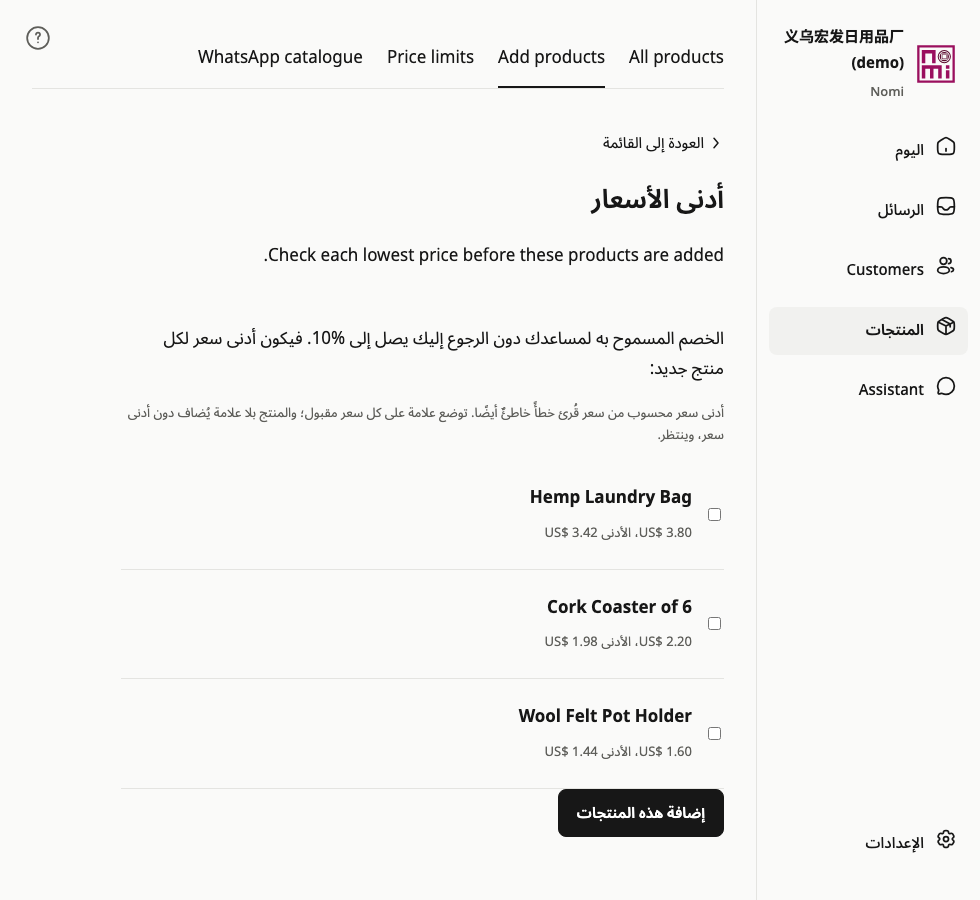 义乌宏发日用品厂
(demo)
Nomi
اليوم
الرسائل
Customers
المنتجات
Assistant
الإعدادات
All products
Add products
Price limits
WhatsApp catalogue
العودة إلى القائمة
أدنى الأسعار
Check each lowest price before these products are added.
الخصم المسموح به لمساعدك دون الرجوع إليك يصل إلى 10%. فيكون أدنى سعر لكل
منتج جديد:
أدنى سعر محسوب من سعر قُرئ خطأً خاطئٌ أيضًا. توضع علامة على كل سعر مقبول؛ والمنتج بلا علامة يُضاف دون أدنى
سعر، وينتظر.
Hemp Laundry Bag
US$ 3.80، الأدنى US$ 3.42
Cork Coaster of 6
US$ 2.20، الأدنى US$ 1.98
Wool Felt Pot Holder
US$ 1.60، الأدنى US$ 1.44
إضافة هذه المنتجات